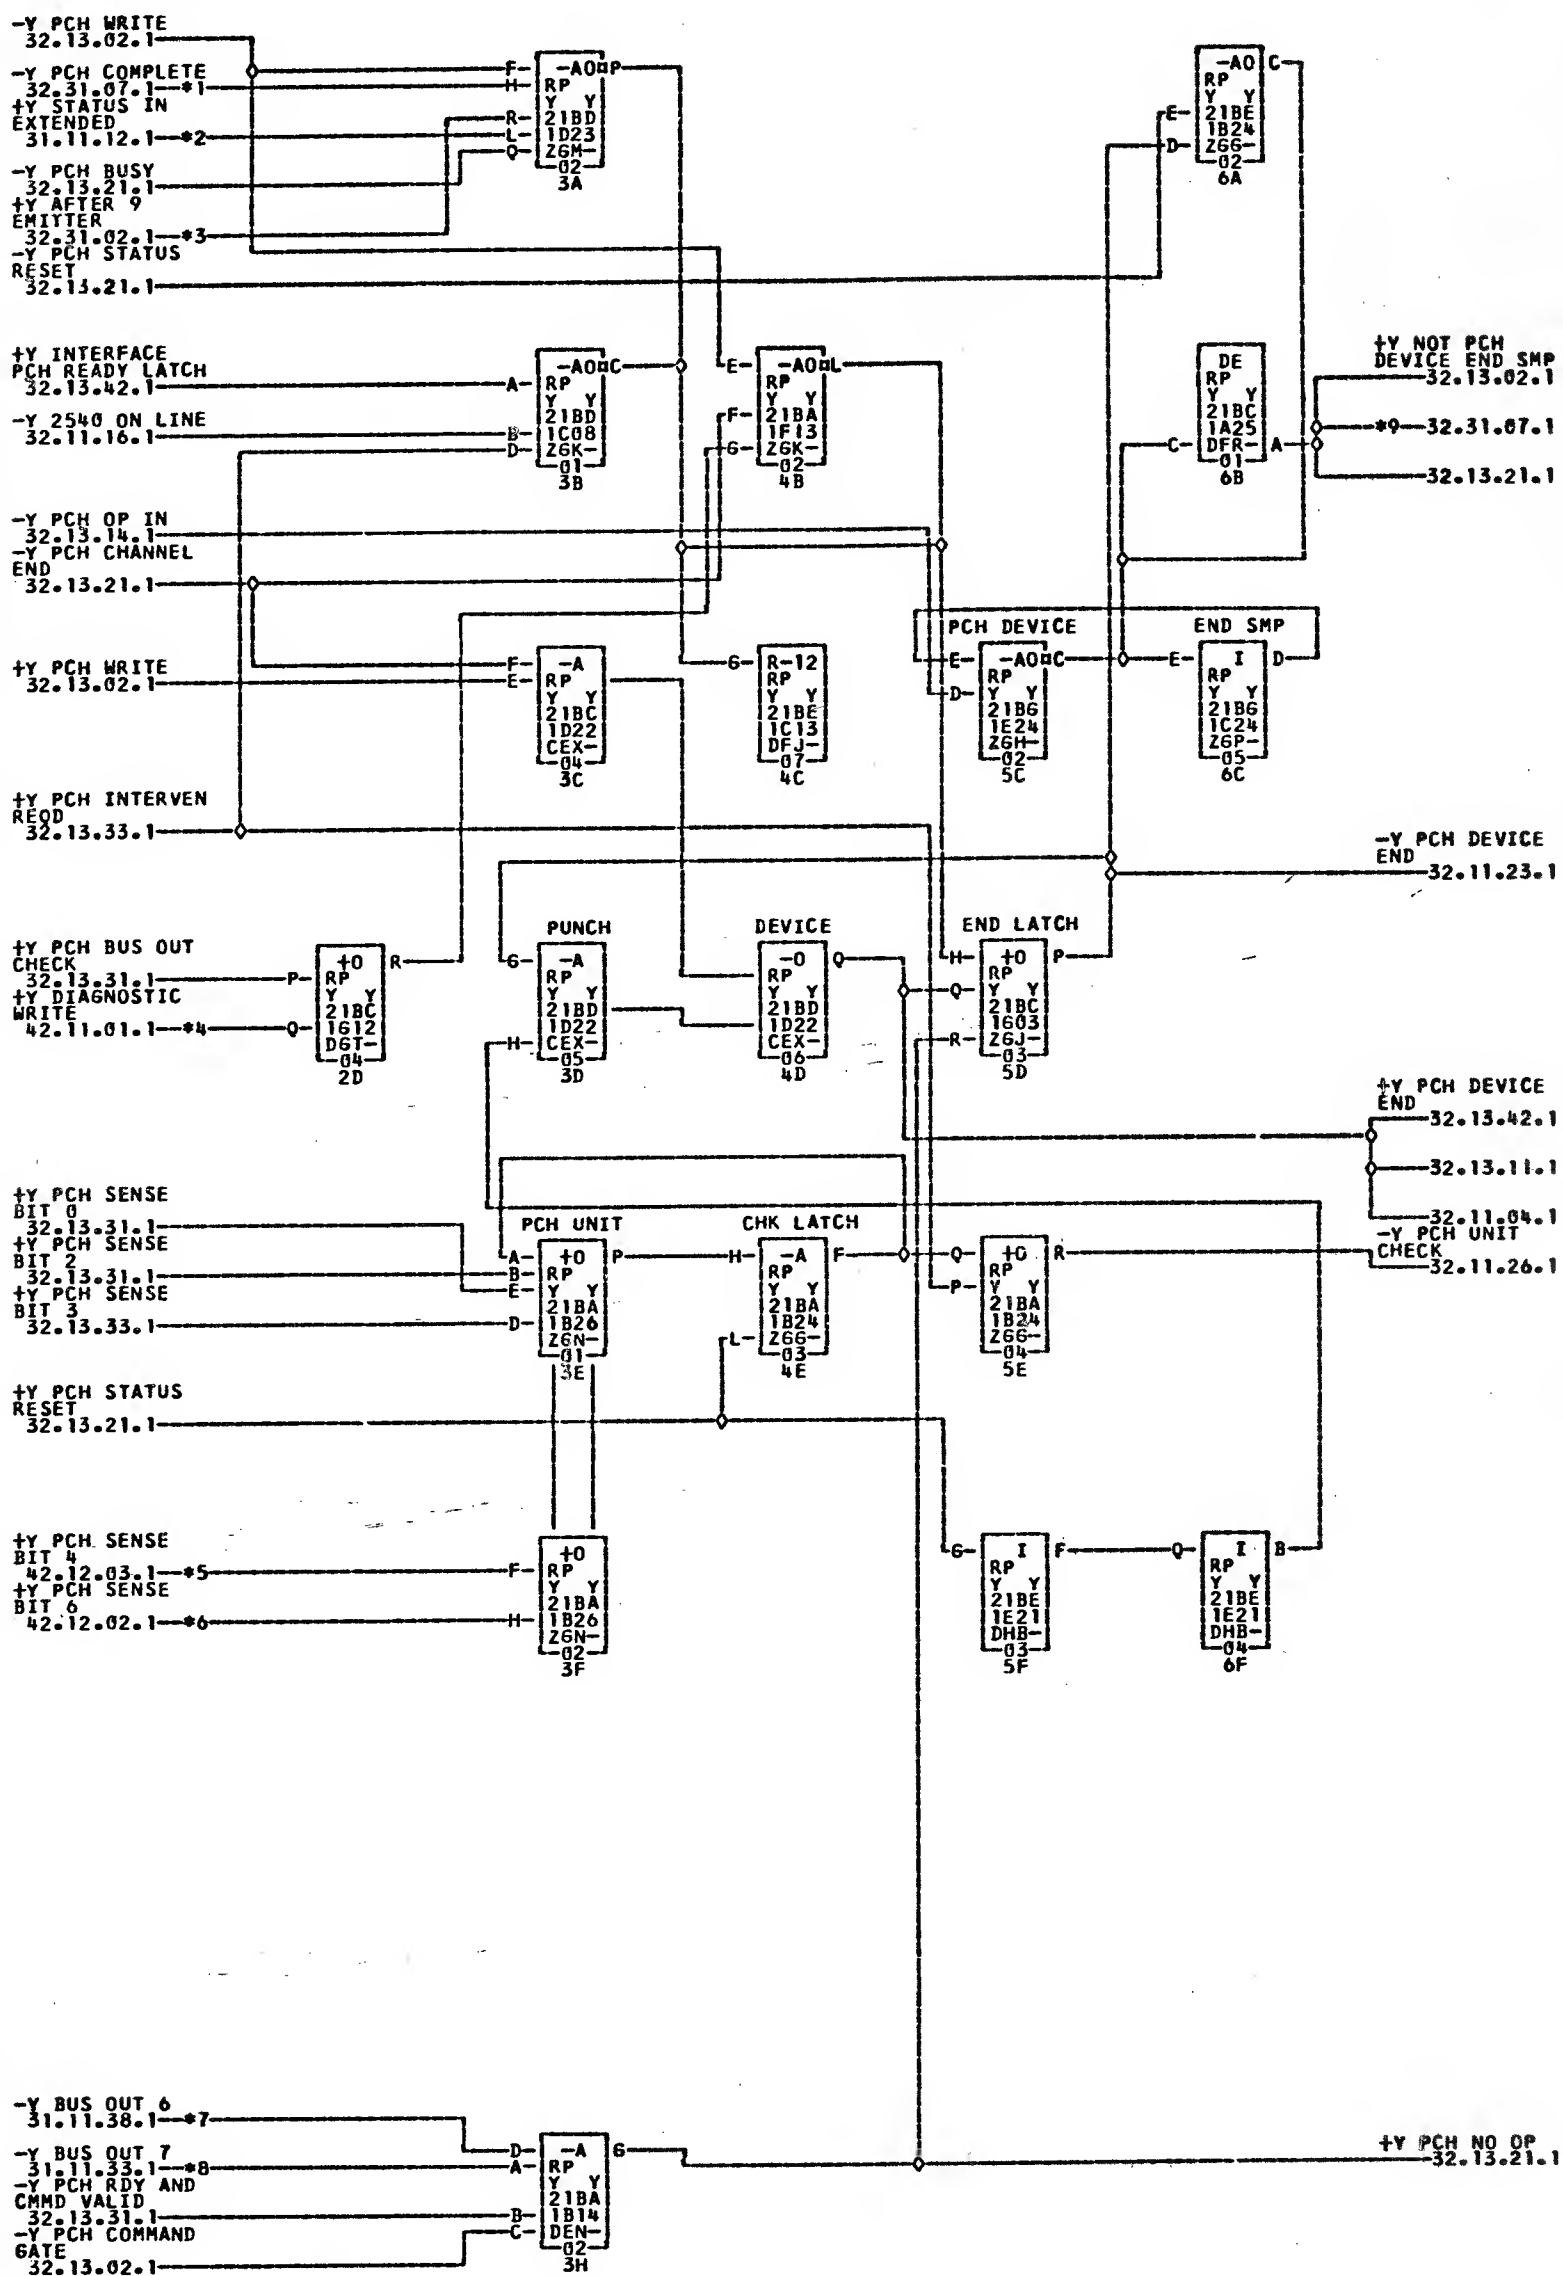 -Y PCH WRITE
32.13.02.1
-Y PCH COMPLETE
32.31.07.1—*1
+Y STATUS IN
EXTENDED
31.11.12.1—*2
-Y PCH BUSY
32.13.21.1
+Y AFTER 9
EMITTER
32.31.02.1—*3
-Y PCH STATUS
RESET
32.13.21.1
F- -AO P
H- RP
Y Y
R- 21BD
L- 1D23
Q- Z6M-
02
3A
-AO C
RP
Y Y
E- 21BE
1B24
D- Z66-
02
6A
+Y INTERFACE
PCH READY LATCH
32.13.42.1
-Y 2540 ON LINE
32.11.16.1
-AO C
A- RP
Y Y
21BD
B- 1C08
D- Z6K-
01
3B
E- -AO L
RP
Y Y
F- 21BA
1F13
G- Z6K-
02
4B
DE
RP
Y Y
21BC
1A25
C- DFR- A
01
6B
+Y NOT PCH
DEVICE END SMP
32.13.02.1
*9—32.31.07.1
32.13.21.1
-Y PCH OP IN
32.13.14.1
-Y PCH CHANNEL
END
32.13.21.1
+Y PCH WRITE
32.13.02.1
F- -A
E- RP
Y Y
21BC
1D22
CEX-
04
3C
G- R-12
RP
Y Y
21BE
1C13
DFJ-
07
4C
PCH DEVICE
E- -AO C
RP
D- Y Y
21B6
1E24
Z6H-
02
5C
END SMP
E- I D
RP
Y Y
21B6
1C24
Z6P-
05
6C
+Y PCH INTERVEN
REQD
32.13.33.1
-Y PCH DEVICE
END
32.11.23.1
+Y PCH BUS OUT
CHECK
32.13.31.1
+Y DIAGNOSTIC
WRITE
42.11.01.1—*4
+O R
P- RP
Y Y
21BC
Q- 1G12
D6T-
04
2D
PUNCH
G- -A
RP
Y Y
21BD
1D22
H- CEX-
05
3D
DEVICE
-O Q
RP
Y Y
21BD
1D22
CEX-
06
4D
END LATCH
H- +O P
RP
Q- Y Y
21BC
1G03
R- Z6J-
03
5D
+Y PCH DEVICE
END
32.13.42.1
32.13.11.1
32.11.04.1
-Y PCH UNIT
CHECK
32.11.26.1
+Y PCH SENSE
BIT 0
32.13.31.1
+Y PCH SENSE
BIT 2
32.13.31.1
+Y PCH SENSE
BIT 3
32.13.33.1
PCH UNIT
A- +O P
B- RP
E- Y Y
21BA
D- 1B26
Z6N-
01
3E
CHK LATCH
H- -A F
RP
Y Y
21BA
1B24
L- Z66-
03
4E
Q- +O R
RP
P- Y Y
21BA
1B24
Z66-
04
5E
+Y PCH STATUS
RESET
32.13.21.1
+Y PCH SENSE
BIT 4
42.12.03.1—*5
+Y PCH SENSE
BIT 6
42.12.02.1—*6
+O
F- RP
Y Y
21BA
H- 1B26
Z6N-
02
3F
G- I F
RP
Y Y
21BE
1E21
DHB-
03
5F
Q- I B
RP
Y Y
21BE
1E21
DHB-
04
6F
-Y BUS OUT 6
31.11.38.1—*7
-Y BUS OUT 7
31.11.33.1—*8
-Y PCH RDY AND
CMMD VALID
32.13.31.1
-Y PCH COMMAND
GATE
32.13.02.1
D- -A G
A- RP
Y Y
21BA
B- 1B14
C- DEN-
02
3H
+Y PCH NO OP
32.13.21.1